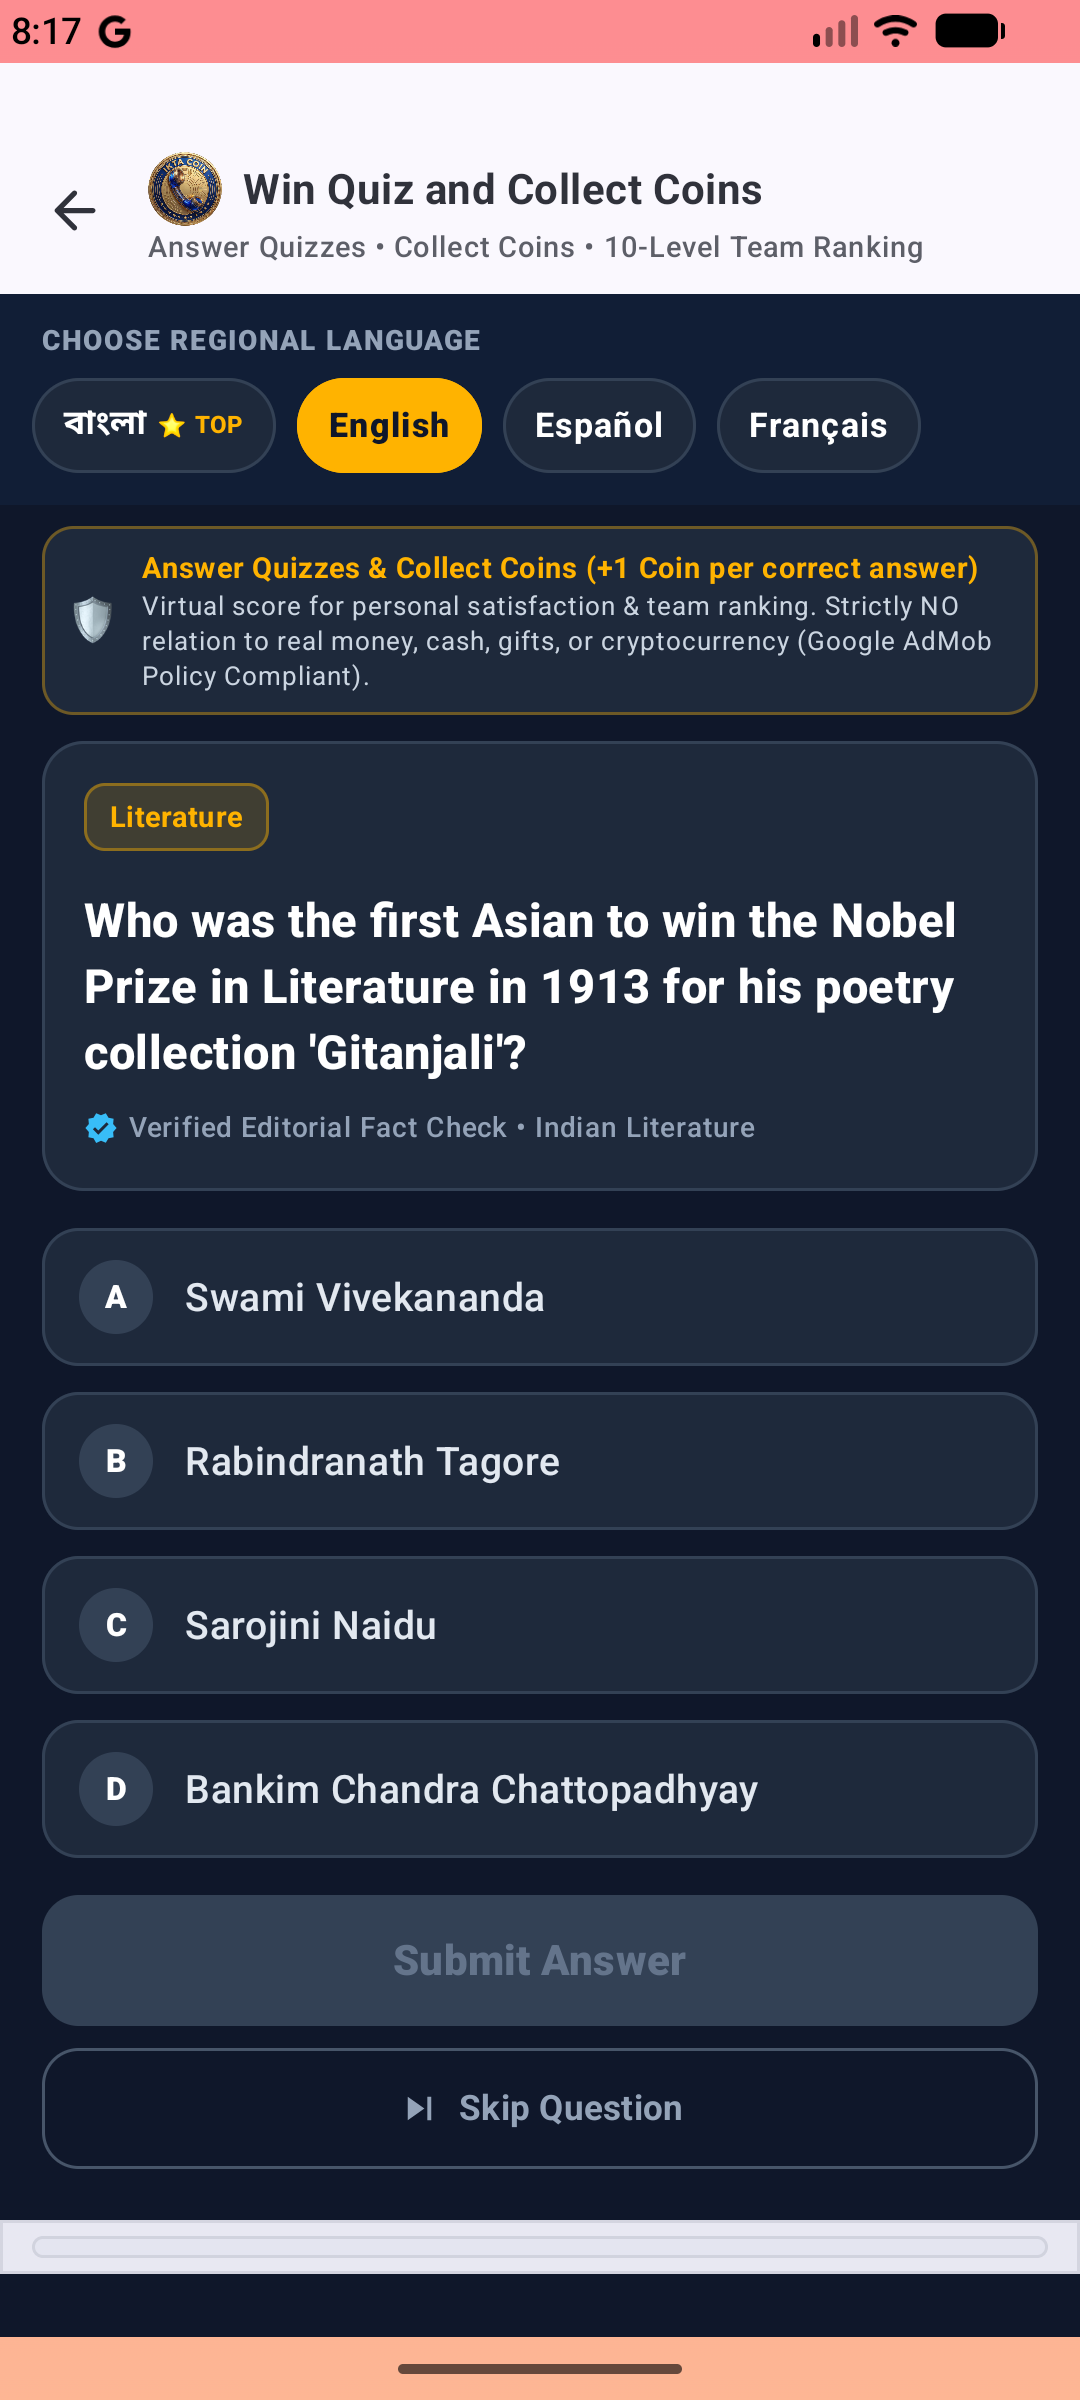 8:17
Win Quiz and Collect Coins
Answer Quizzes • Collect Coins • 10-Level Team Ranking
CHOOSE REGIONAL LANGUAGE
বাংলা ⭐ TOP
English
Español
Français
Answer Quizzes & Collect Coins (+1 Coin per correct answer)
Virtual score for personal satisfaction & team ranking. Strictly NO
relation to real money, cash, gifts, or cryptocurrency (Google AdMob
Policy Compliant).
Literature
Who was the first Asian to win the Nobel
Prize in Literature in 1913 for his poetry
collection 'Gitanjali'?
Verified Editorial Fact Check • Indian Literature
A Swami Vivekananda
B Rabindranath Tagore
C Sarojini Naidu
D Bankim Chandra Chattopadhyay
Submit Answer
Skip Question